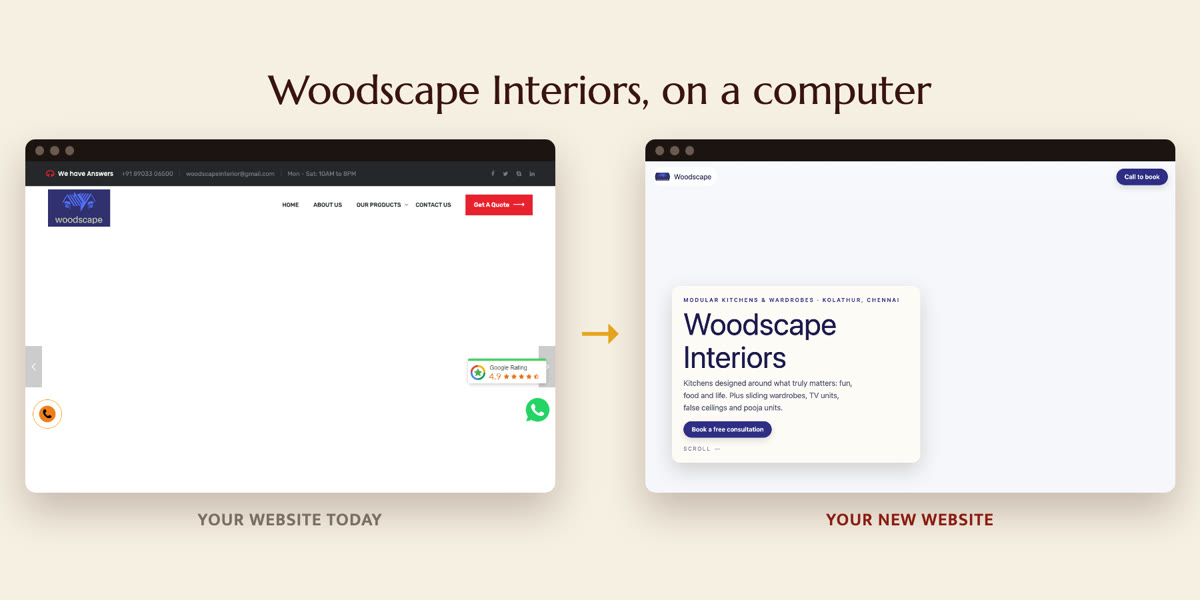 Woodscape Interiors, on a computer
We have Answers +91 89033 06500 woodscapeinterior@gmail.com Mon - Sat: 10AM to 8PM
woodscape
HOME ABOUT US OUR PRODUCTS CONTACT US Get A Quote
Google Rating
4.9
YOUR WEBSITE TODAY
Woodscape Call to book
MODULAR KITCHENS & WARDROBES · KOLATHUR, CHENNAI
Woodscape
Interiors
Kitchens designed around what truly matters: fun,
food and life. Plus sliding wardrobes, TV units,
false ceilings and pooja units.
Book a free consultation
SCROLL —
YOUR NEW WEBSITE